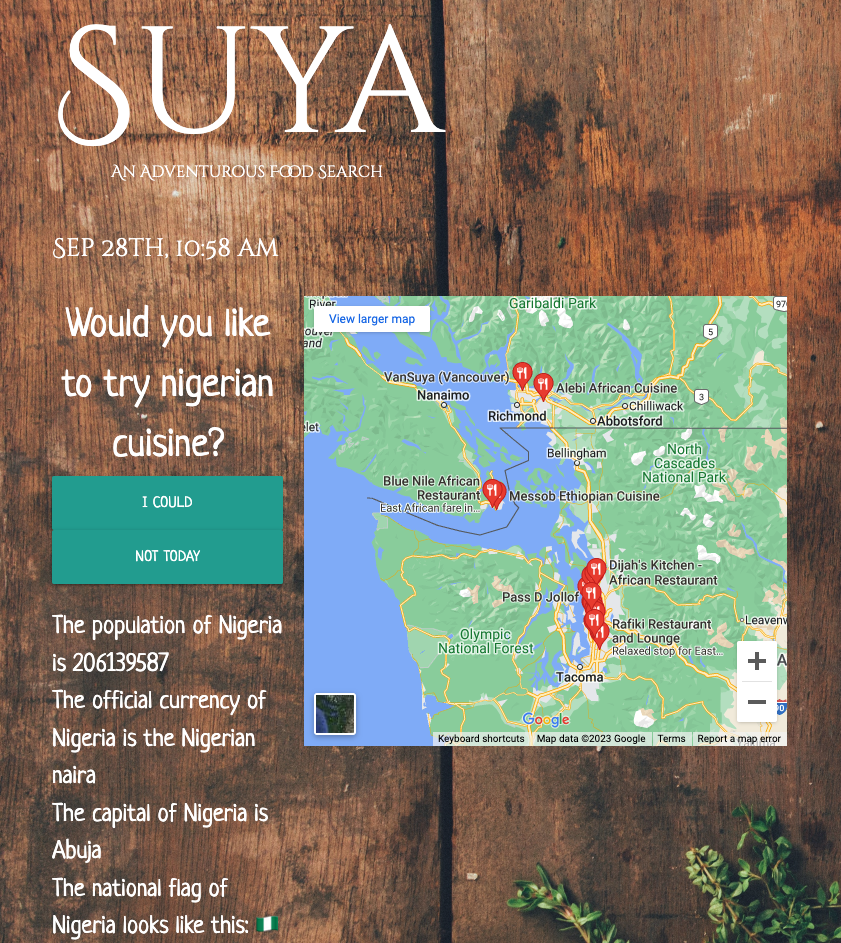 SUYA
An Adventurous Food Search
Sep 28th, 10:58 am
Would you like
to try nigerian
cuisine?
I COULD
NOT TODAY
The population of Nigeria
is 206139587
The official currency of
Nigeria is the Nigerian
naira
The capital of Nigeria is
Abuja
The national flag of
Nigeria looks like this: 🇳🇬
River
View larger map
Garibaldi Park
97
5
and
VanSuya (Vancouver)
Alebi African Cuisine
Nanaimo
3
Richmond
Chilliwack
Abbotsford
Bellingham
North
Cascades
National Park
Blue Nile African
Restaurant
East African fare in...
Messob Ethiopian Cuisine
Dijah's Kitchen -
African Restaurant
Pass D Jollof
Rafiki Restaurant
and Lounge
Relaxed stop for East...
Olympic
National Forest
Leavenw
Tacoma
90
Google
Keyboard shortcuts
Map data ©2023 Google
Terms
Report a map error